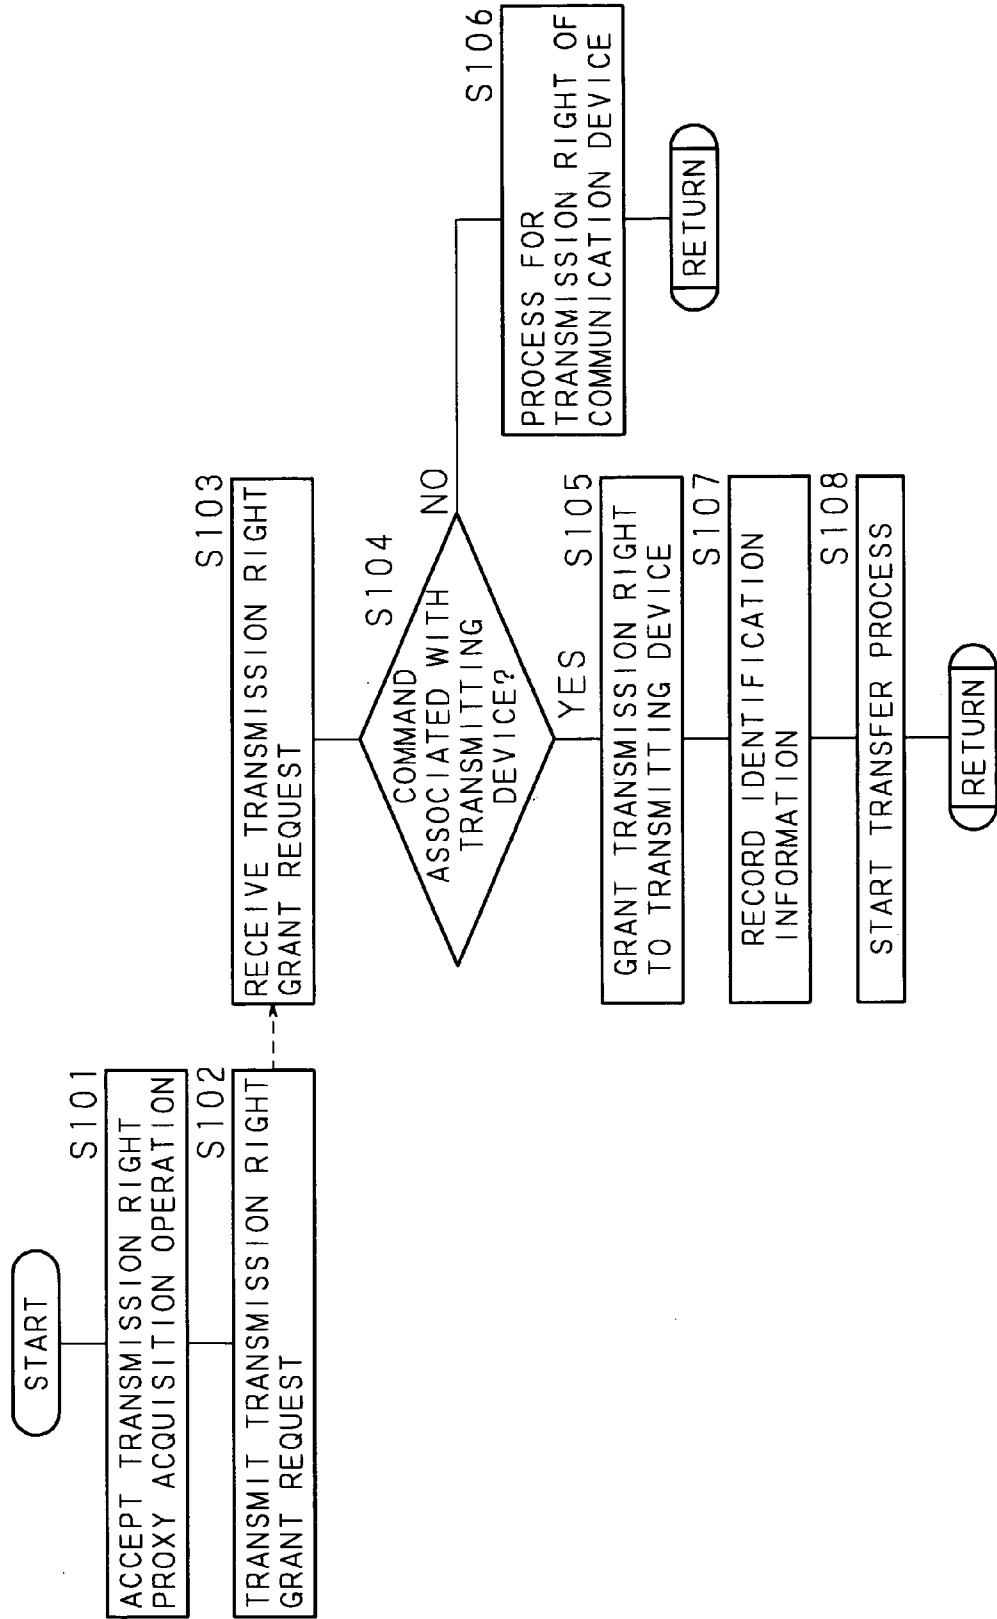 START
S101
ACCEPT TRANSMISSION RIGHT
PROXY ACQUISITION OPERATION
S102
TRANSMIT TRANSMISSION RIGHT
GRANT REQUEST
S103
RECEIVE TRANSMISSION RIGHT
GRANT REQUEST
S104
COMMAND
ASSOCIATED WITH
TRANSMITTING
DEVICE?
NO
YES
S105
GRANT TRANSMISSION RIGHT
TO TRANSMITTING DEVICE
S107
RECORD IDENTIFICATION
INFORMATION
S108
START TRANSFER PROCESS
RETURN
S106
PROCESS FOR
TRANSMISSION RIGHT OF
COMMUNICATION DEVICE
RETURN